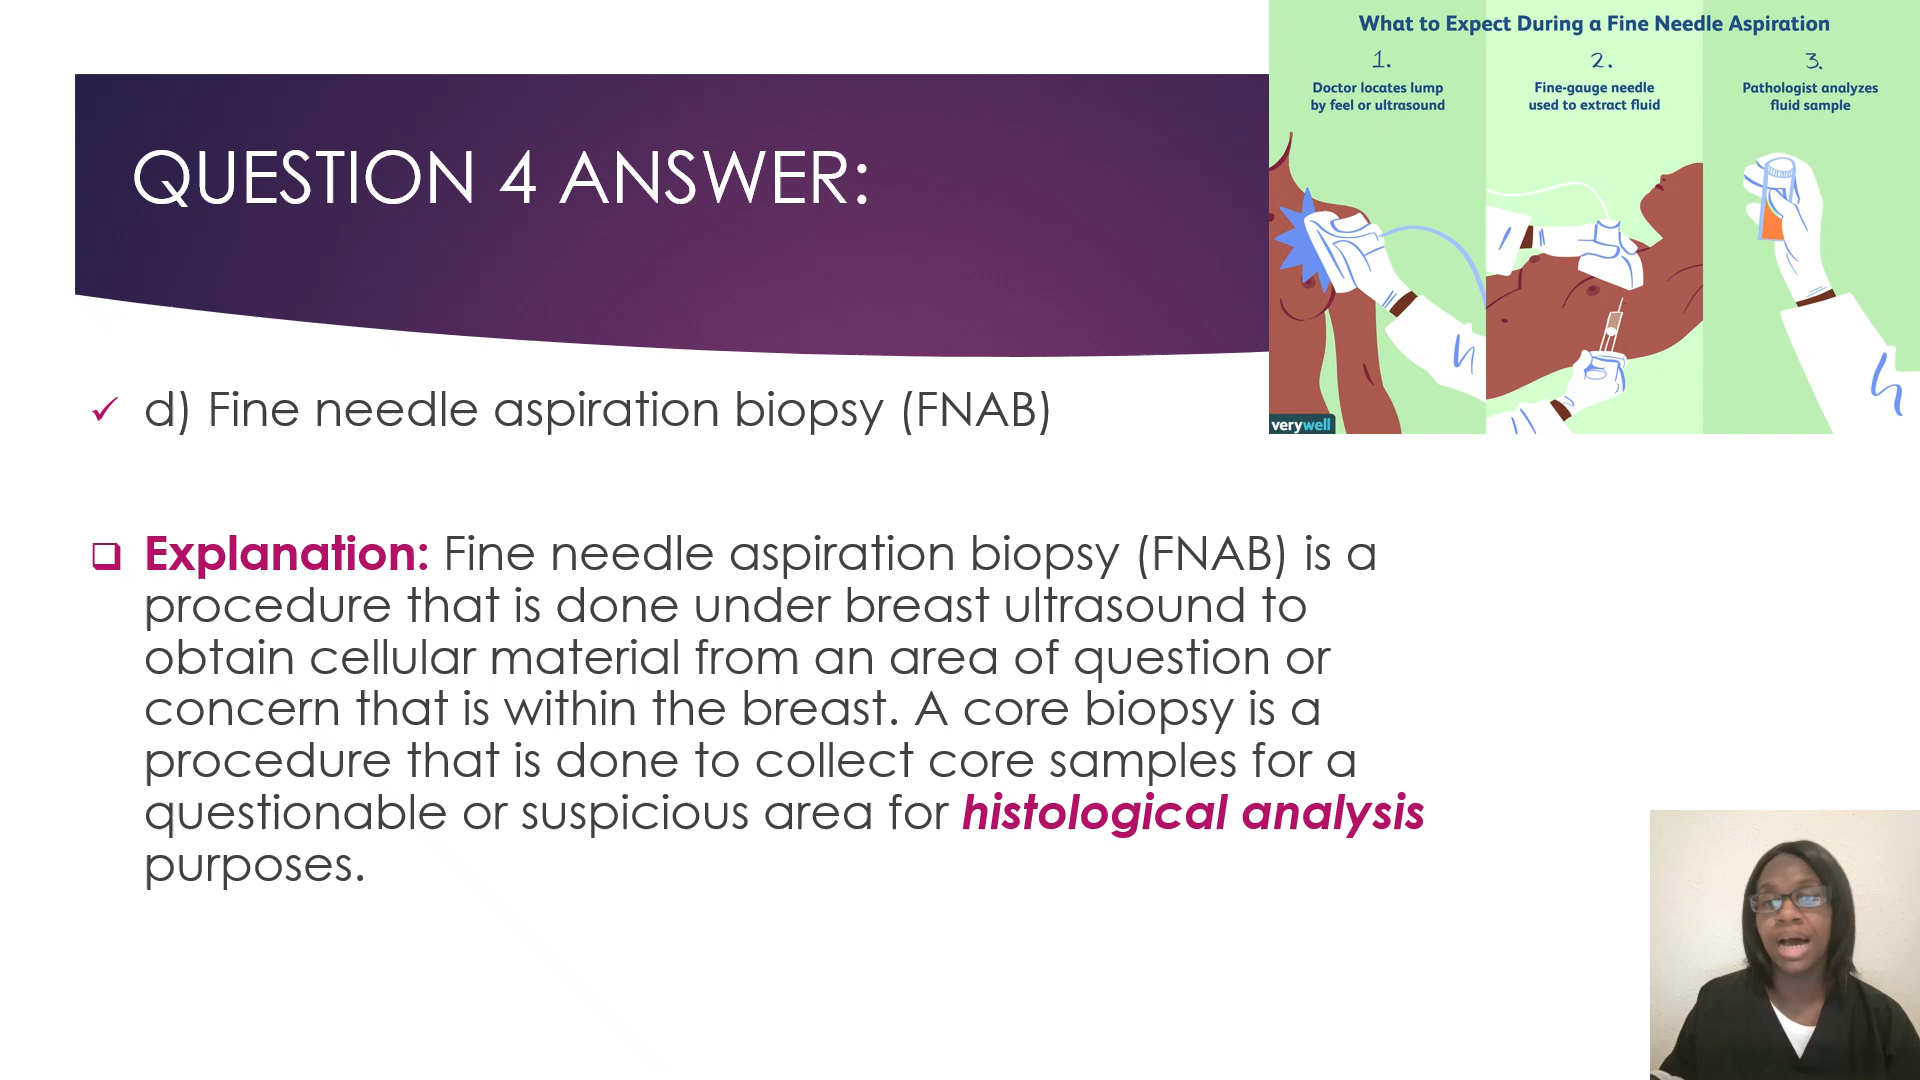 What to Expect During a Fine Needle Aspiration
1.
Doctor locates lump
by feel or ultrasound
2.
Fine-gauge needle
used to extract fluid
3.
Pathologist analyzes
fluid sample
verywell
QUESTION 4 ANSWER:
d) Fine needle aspiration biopsy (FNAB)
Explanation: Fine needle aspiration biopsy (FNAB) is a
procedure that is done under breast ultrasound to
obtain cellular material from an area of question or
concern that is within the breast. A core biopsy is a
procedure that is done to collect core samples for a
questionable or suspicious area for histological analysis
purposes.